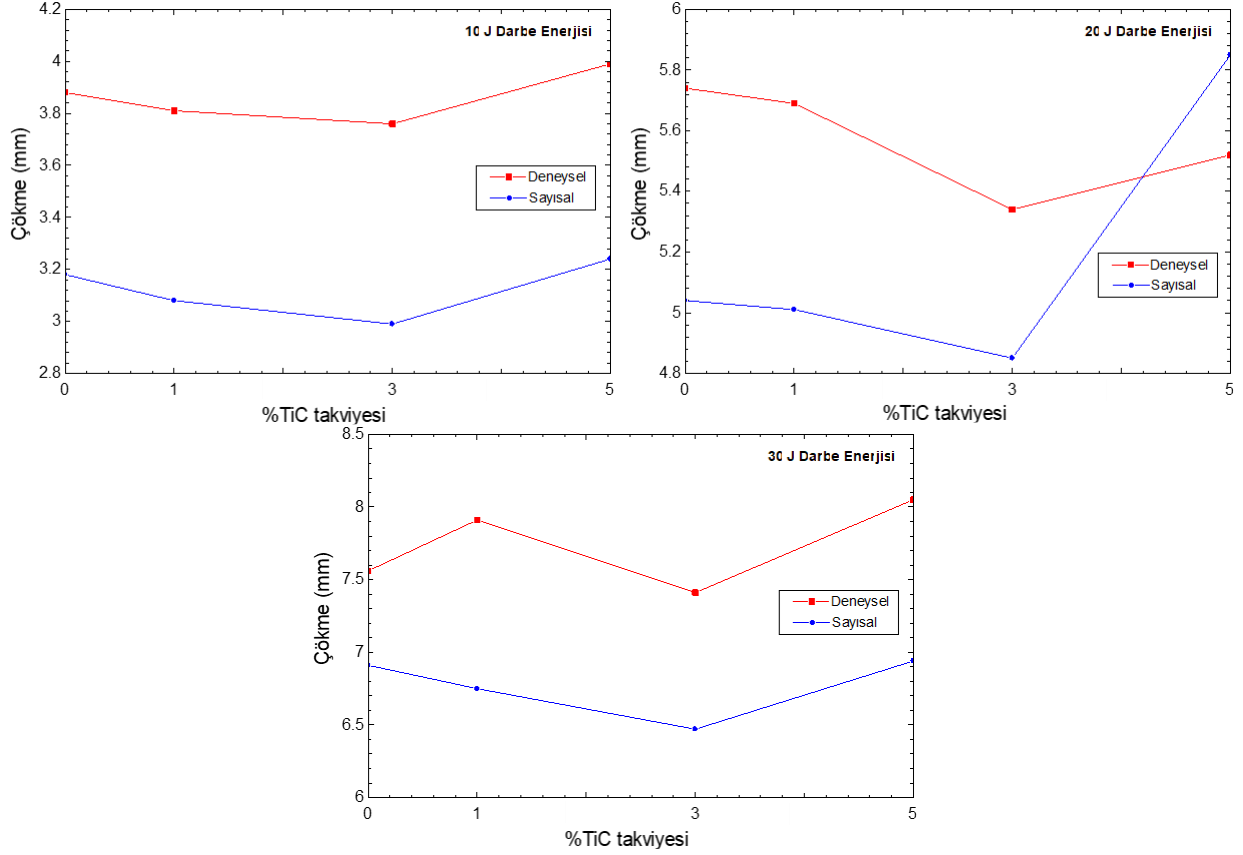 10 J Darbe Enerjisi
4.2
4
3.8
3.6
3.4
3.2
3
2.8
Çökme (mm)
Deneysel
Sayısal
0 1 3 5
%TiC takviyesi
20 J Darbe Enerjisi
6
5.8
5.6
5.4
5.2
5
4.8
Çökme (mm)
Deneysel
Sayısal
0 1 3 5
%TiC takviyesi
30 J Darbe Enerjisi
8.5
8
7.5
7
6.5
6
Çökme (mm)
Deneysel
Sayısal
0 1 3 5
%TiC takviyesi